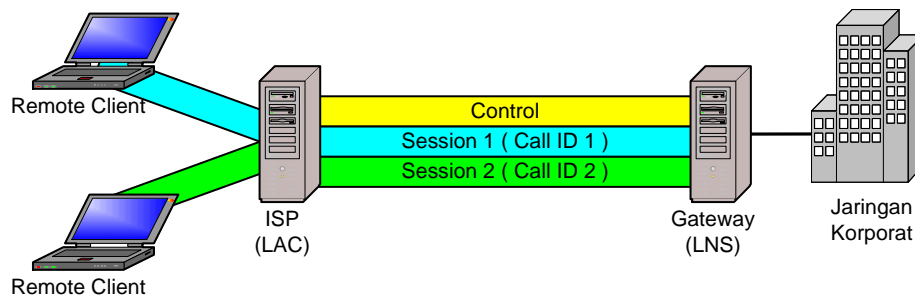 Remote Client
Control
Session 1 ( Call ID 1 )
Session 2 ( Call ID 2 )
ISP
(LAC)
Gateway
(LNS)
Jaringan
Korporat
Remote Client